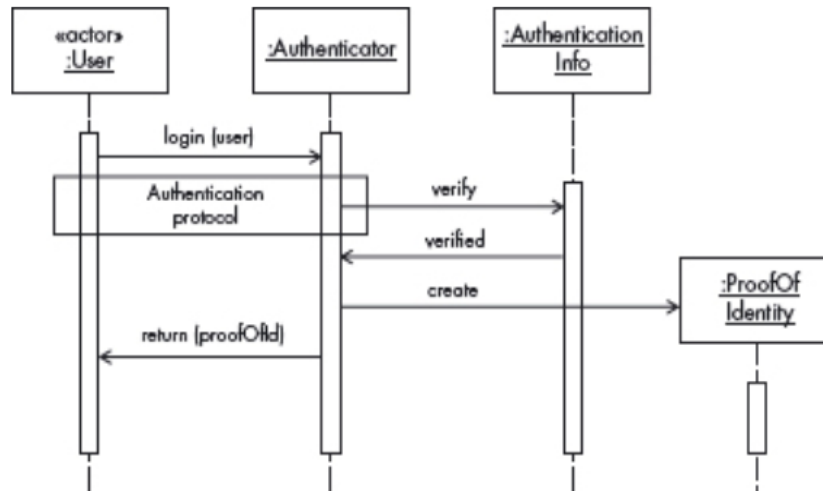 «actor»
:User
:Authenticator
:Authentication
Info
login (user)
Authentication
protocol
verify
verified
create
:ProofOf
Identity
return (proofOfId)